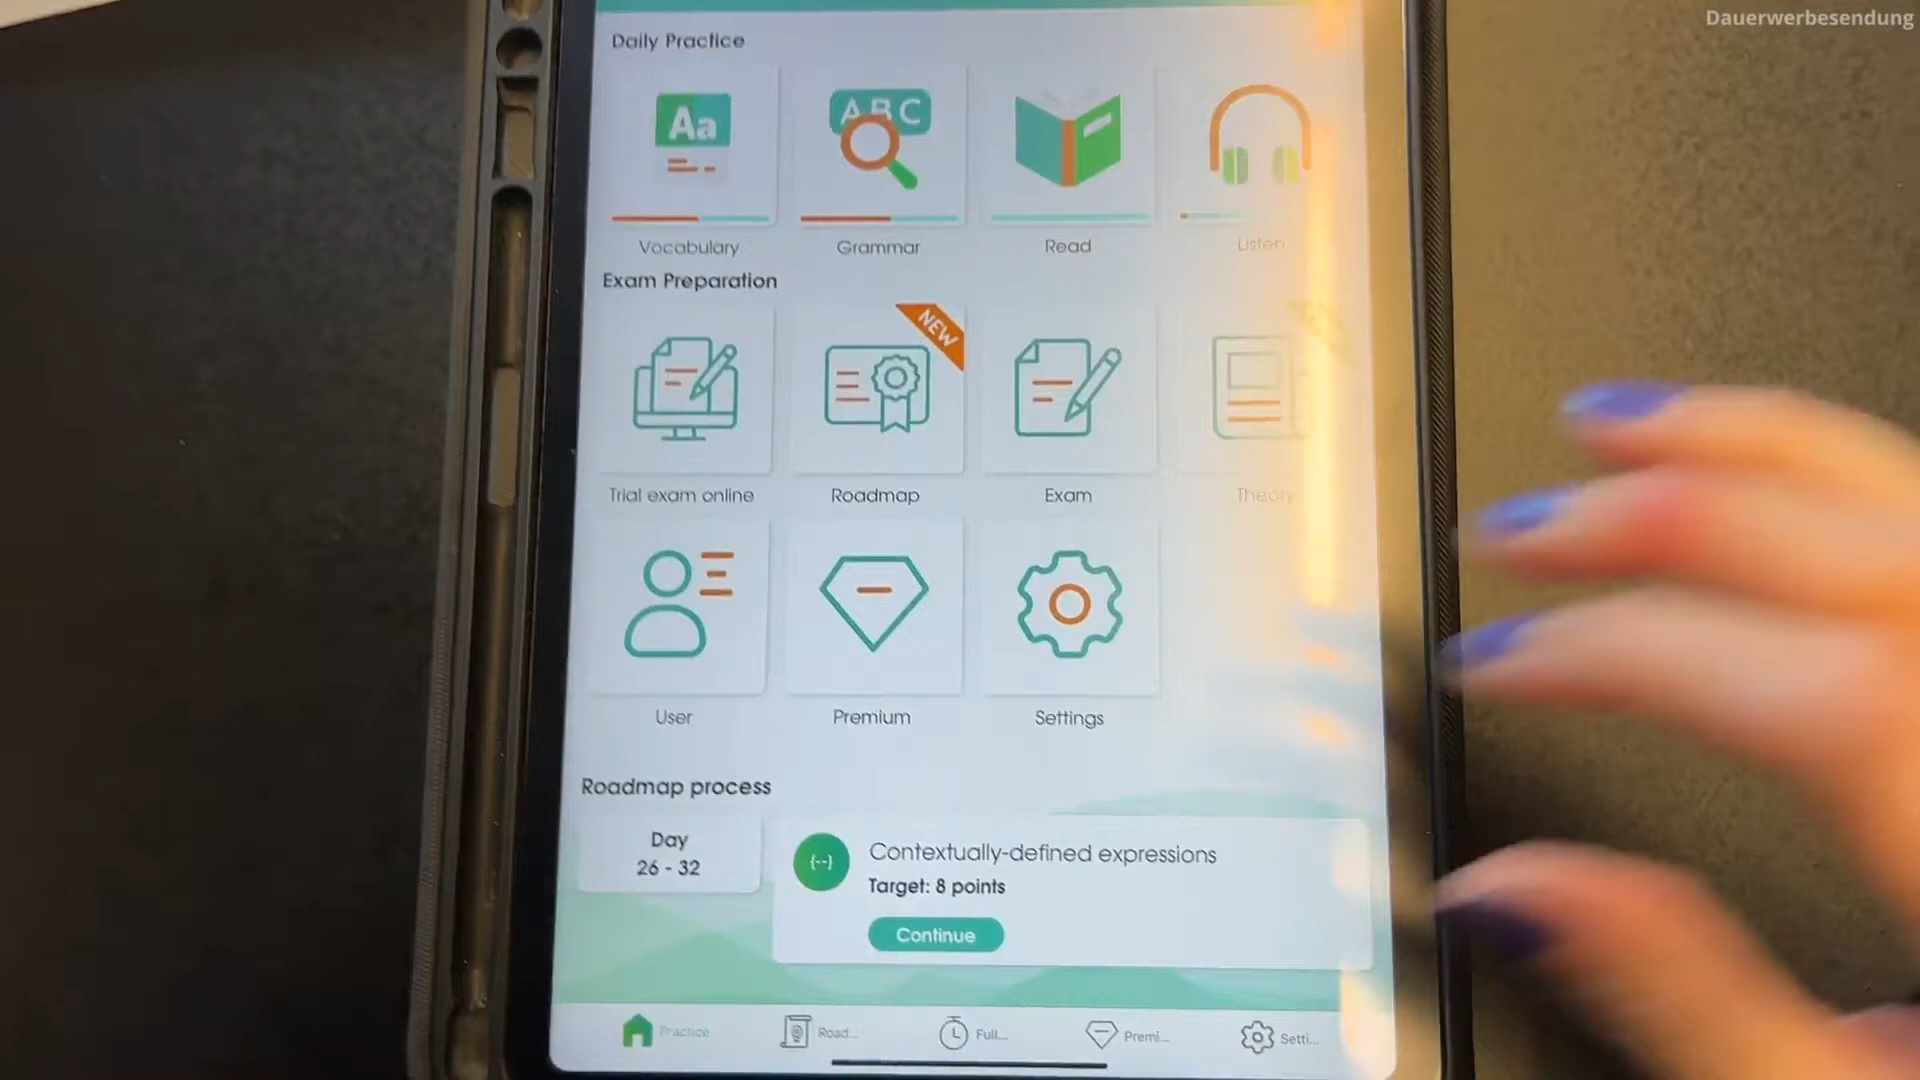 Dauerwerbesendung
Daily Practice
Aa
ABC
Vocabulary
Grammar
Read
Listen
Exam Preparation
NEW
Trial exam online
Roadmap
Exam
Theory
User
Premium
Settings
Roadmap process
Day
26 - 32
{--}
Contextually-defined expressions
Target: 8 points
Continue
Practice
Road...
Full...
Premi...
Setti...